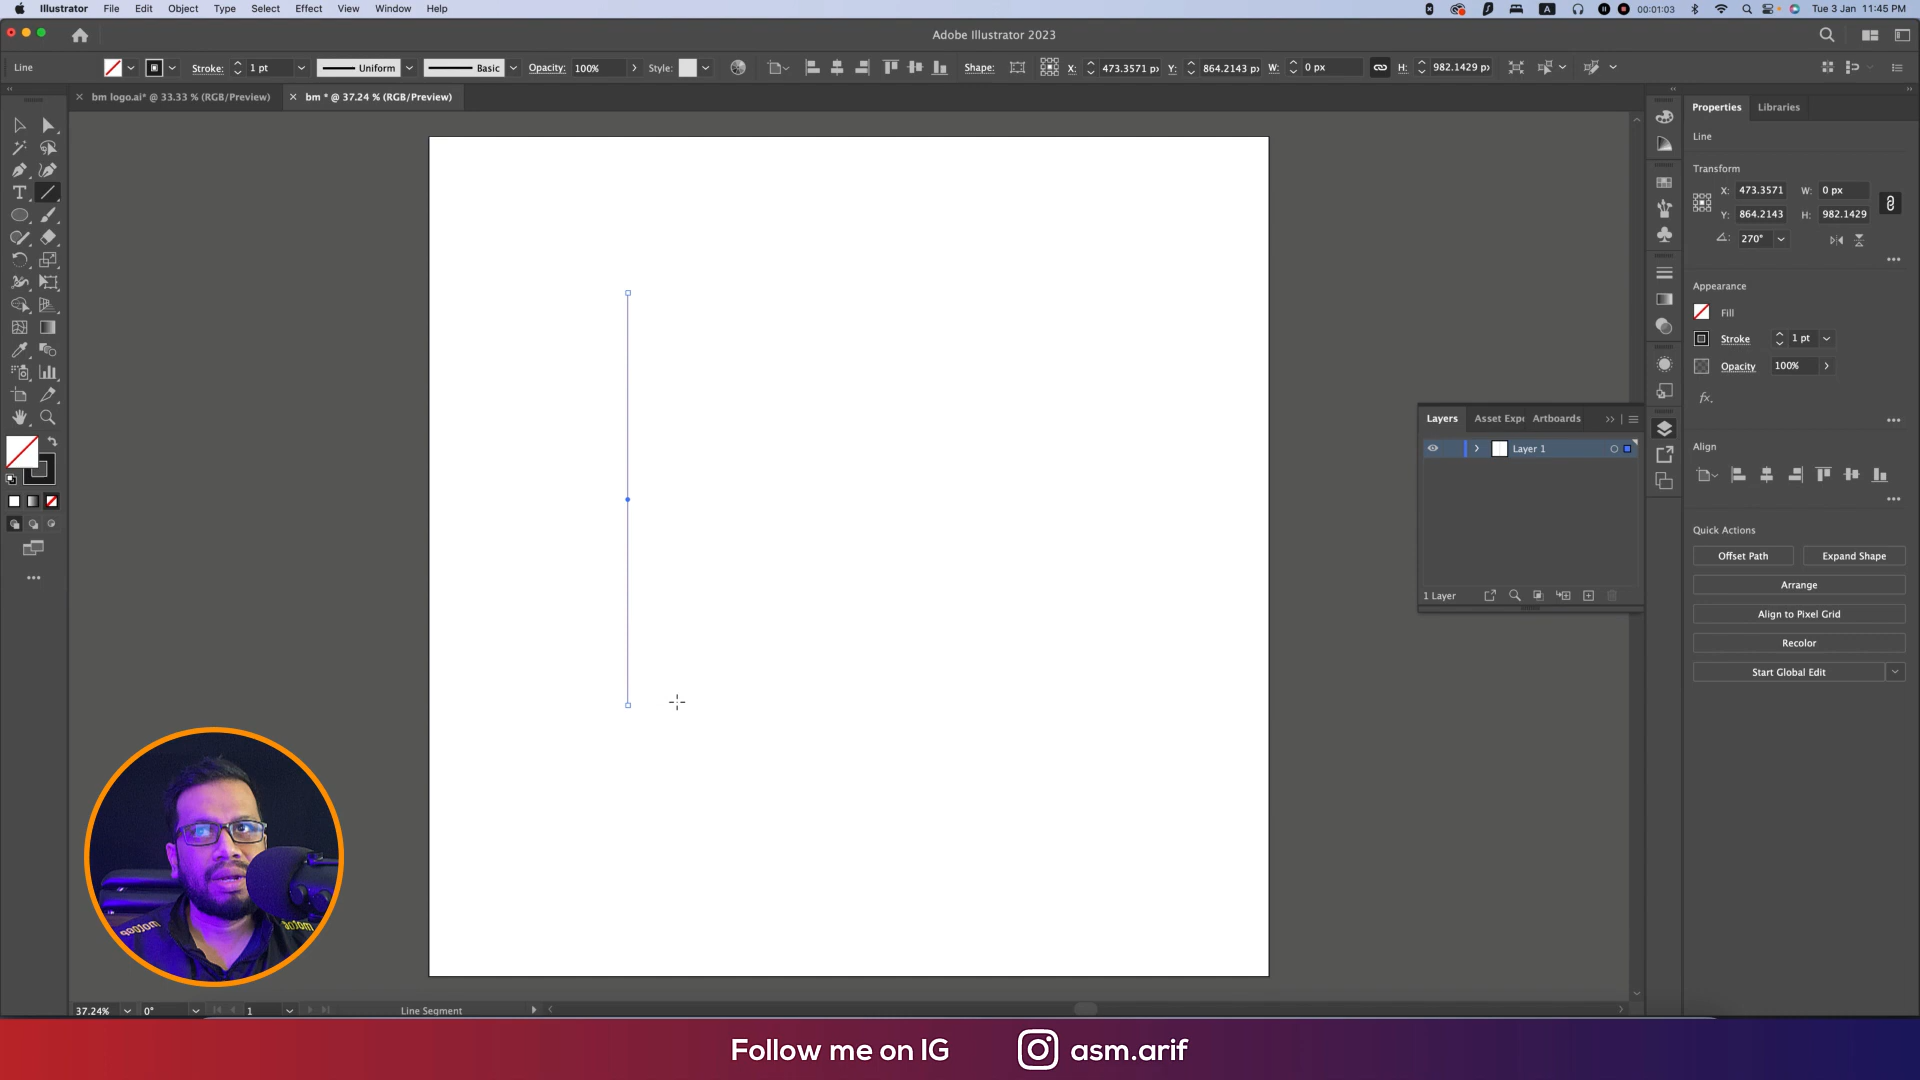 Illustrator File Edit Object Type Select Effect View Window Help
A 00:01:03 Tue 3 Jan 11:45 PM
Adobe Illustrator 2023
Line Stroke: 1 pt Uniform Basic Opacity: 100% Style: Shape: X: 473.3571 p Y: 864.2143 p W: 0 px H: 982.1429 p
× bm logo.ai* @ 33.33 % (RGB/Preview) × bm * @ 37.24 % (RGB/Preview)
Properties Libraries
Line
Transform
X: 473.3571 W: 0 px
Y: 864.2143 H: 982.1429
270°
Appearance
Fill
Stroke 1 pt
Opacity 100%
fx.
Layers Asset Expo Artboards
Layer 1
1 Layer
Align
Quick Actions
Offset Path Expand Shape
Arrange
Align to Pixel Grid
Recolor
Start Global Edit
37.24% 0° 1 Line Segment
Follow me on IG asm.arif